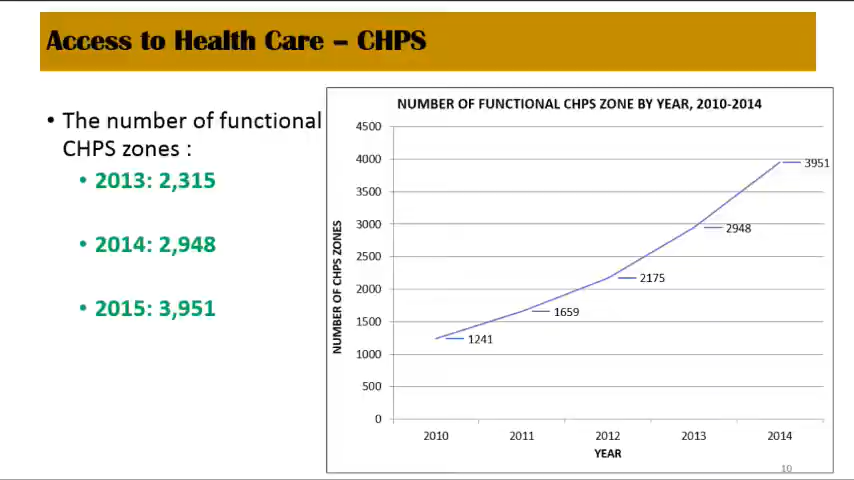 Access to Health Care – CHPS
• The number of functional
CHPS zones :
• 2013: 2,315
• 2014: 2,948
• 2015: 3,951
NUMBER OF FUNCTIONAL CHPS ZONE BY YEAR, 2010-2014
NUMBER OF CHPS ZONES
4500
4000
3500
3000
2500
2000
1500
1000
500
0
1241
1659
2175
2948
3951
2010 2011 2012 2013 2014
YEAR
10